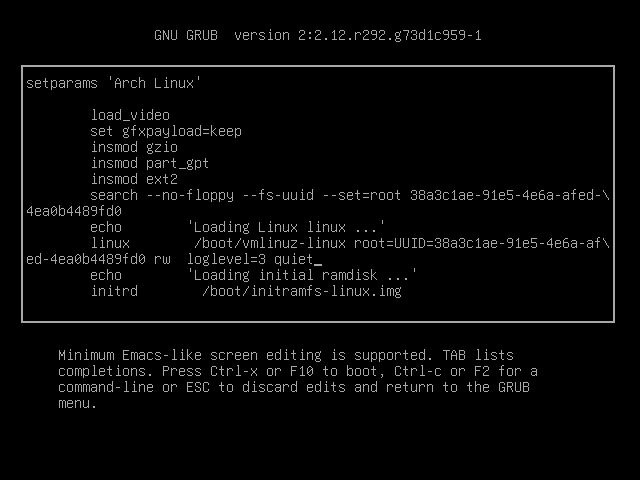 GNU GRUB  version 2:2.12.r292.g73d1c959-1
setparams 'Arch Linux'
load_video
set gfxpayload=keep
insmod gzio
insmod part_gpt
insmod ext2
search --no-floppy --fs-uuid --set=root 38a3c1ae-91e5-4e6a-afed-\
4ea0b4489fd0
echo 'Loading Linux linux ...'
linux /boot/vmlinuz-linux root=UUID=38a3c1ae-91e5-4e6a-af\
ed-4ea0b4489fd0 rw  loglevel=3 quiet_
echo 'Loading initial ramdisk ...'
initrd /boot/initramfs-linux.img
Minimum Emacs-like screen editing is supported. TAB lists
completions. Press Ctrl-x or F10 to boot, Ctrl-c or F2 for a
command-line or ESC to discard edits and return to the GRUB
menu.